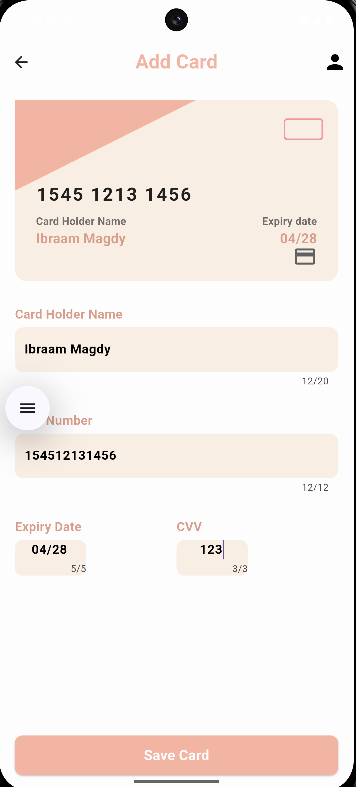 Add Card
1545 1213 1456
Card Holder Name Expiry date
Ibraam Magdy 04/28
Card Holder Name
Ibraam Magdy
12/20
Number
154512131456
12/12
Expiry Date CVV
04/28 123
5/5 3/3
Save Card